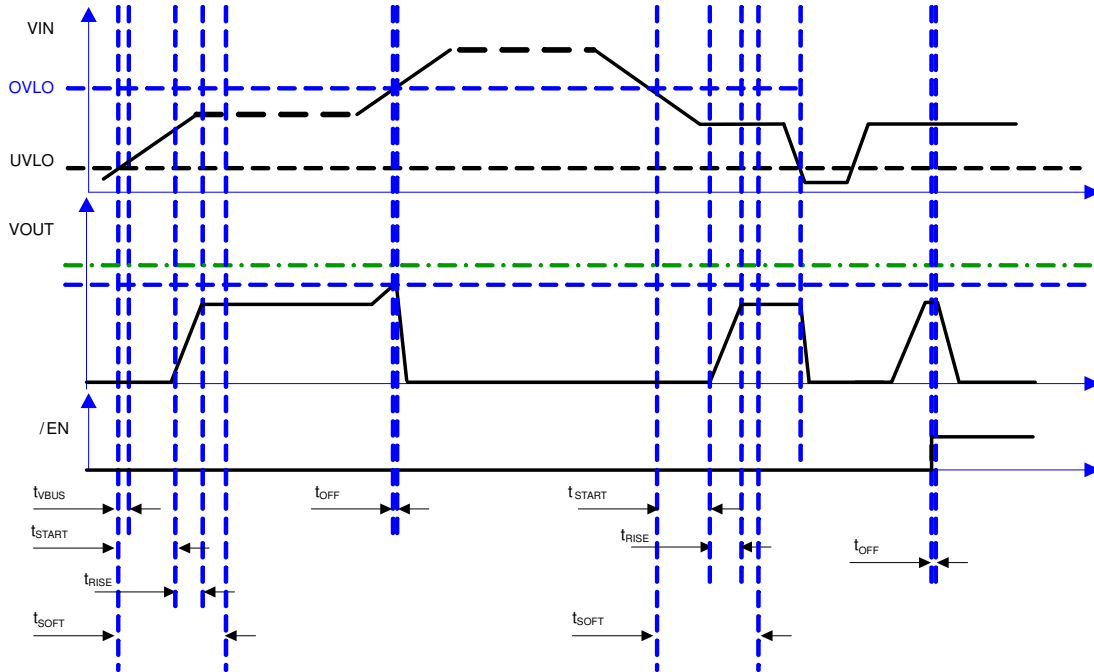 VIN
OVLO
UVLO
VOUT
/EN
tVBUS
tOFF
tSTART
tSTART
tRISE
tOFF
tRISE
tSOFT
tSOFT